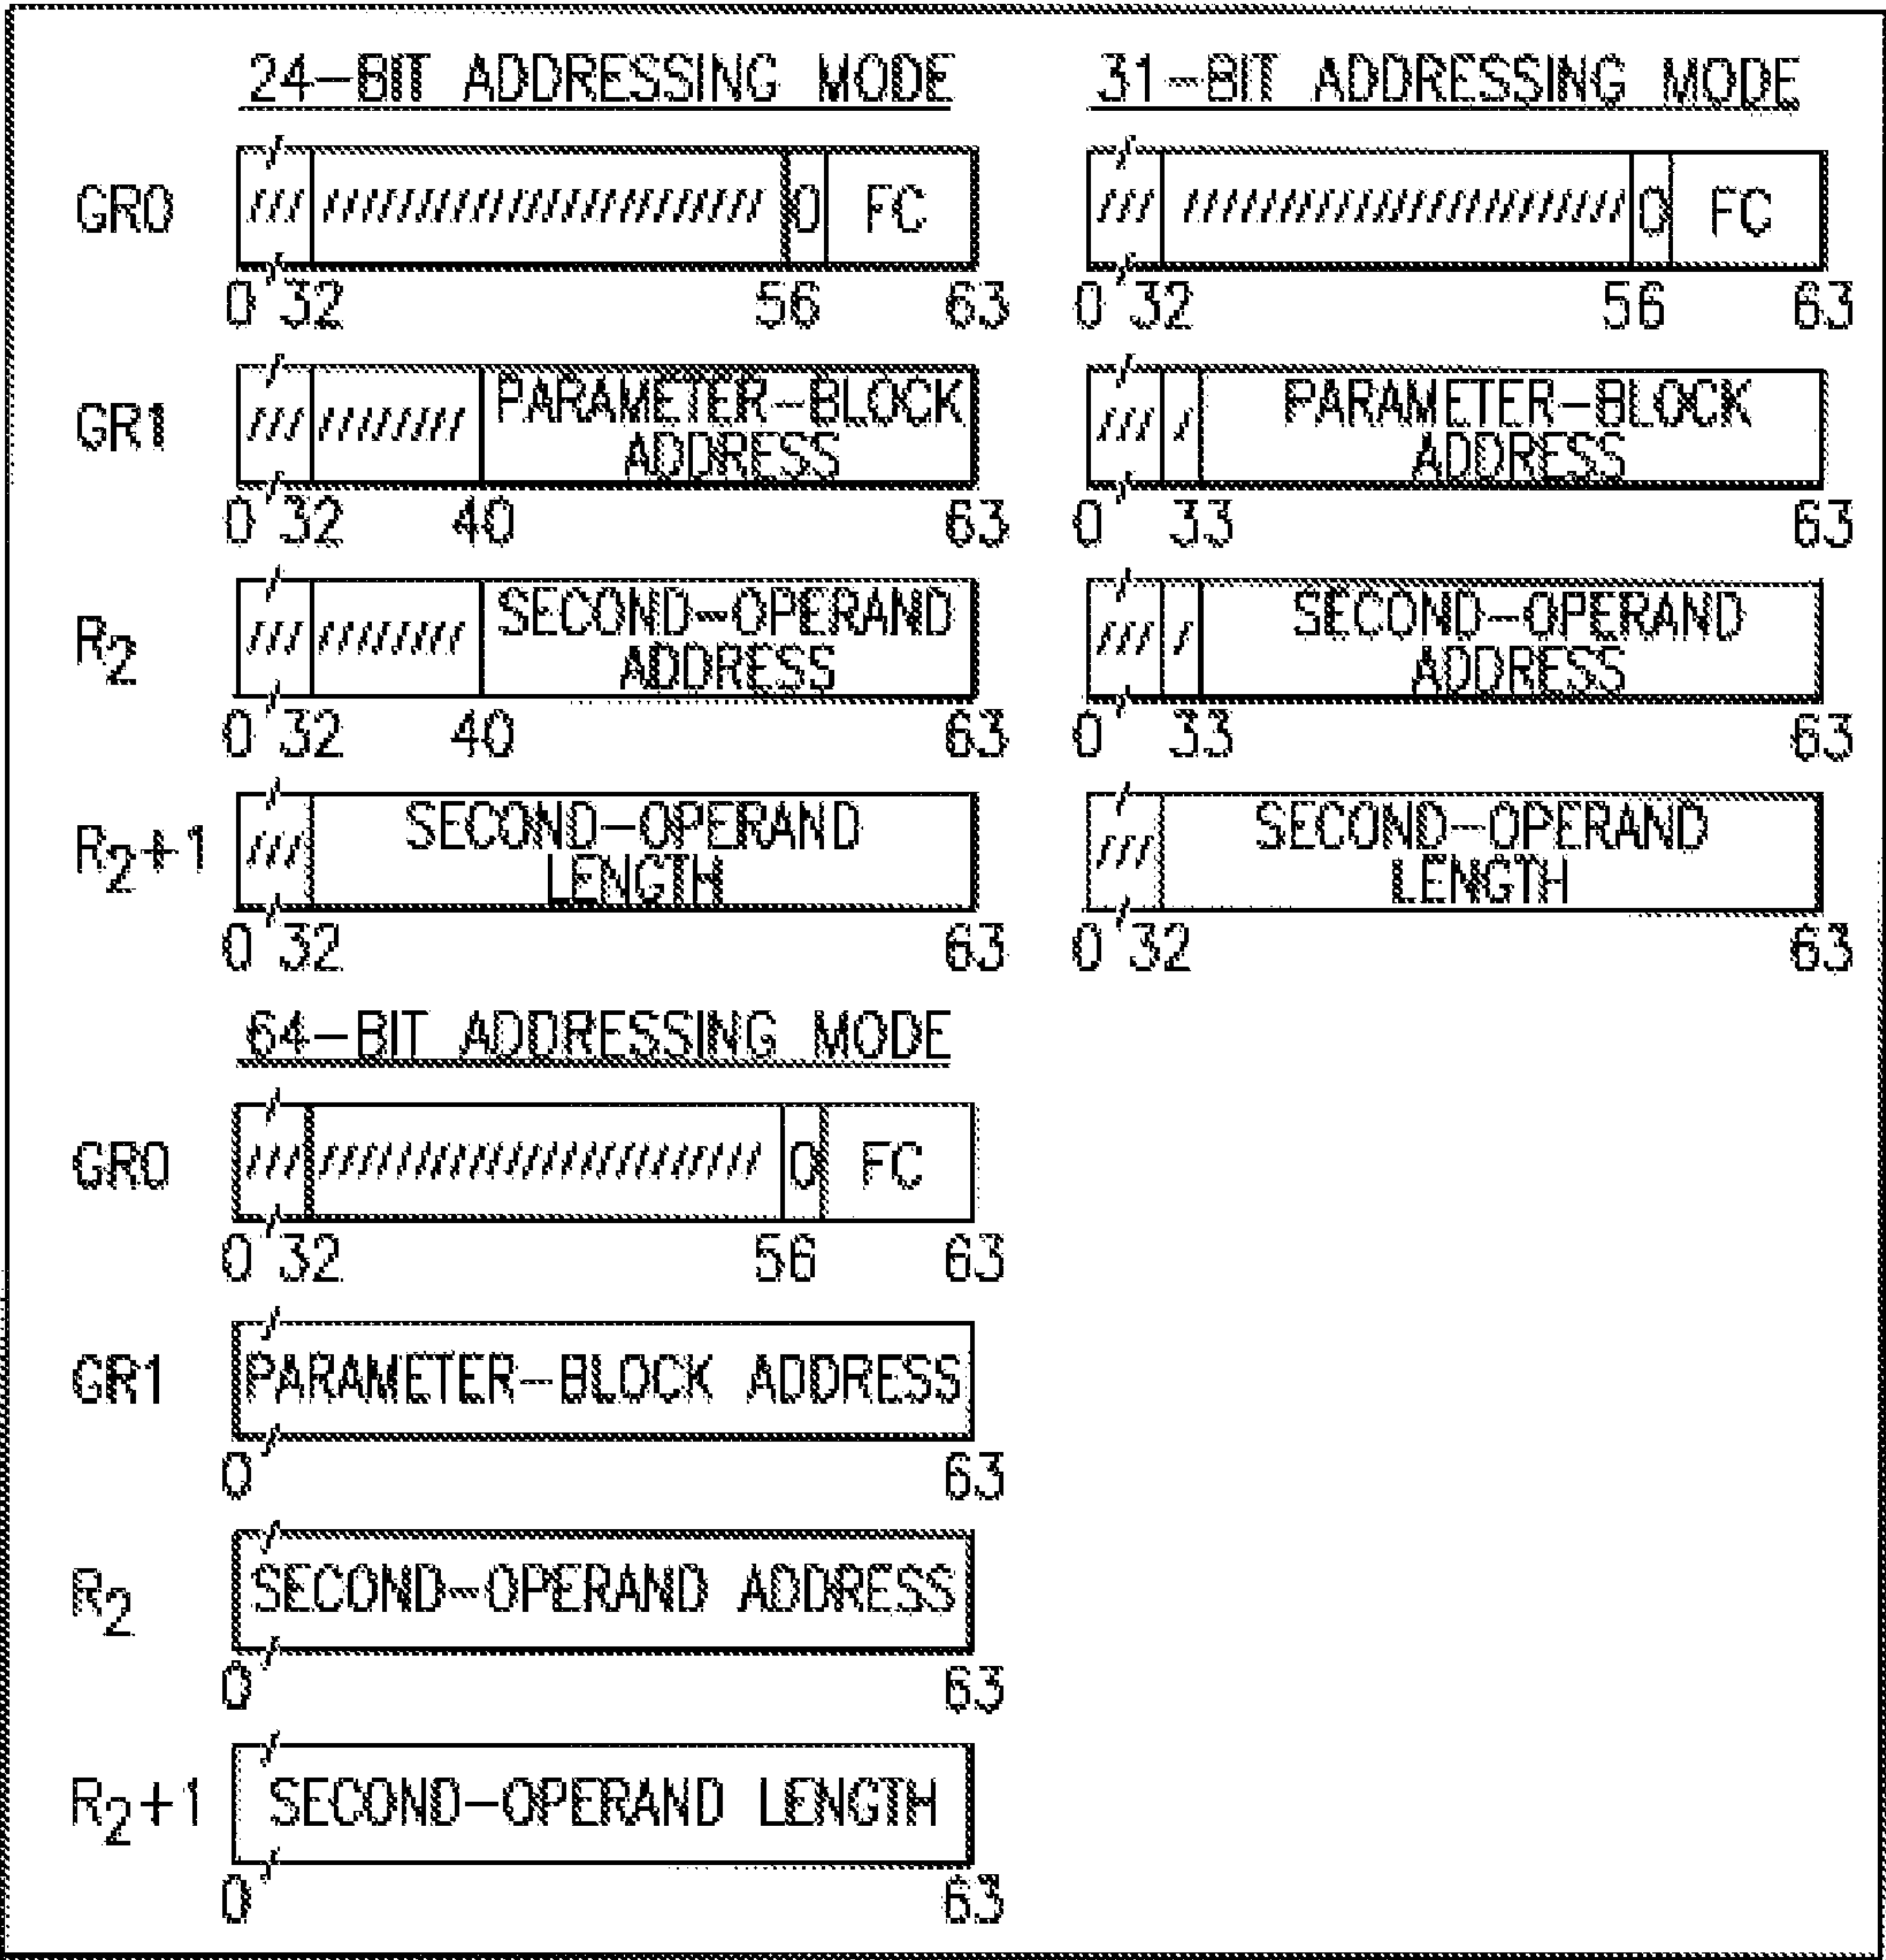 24-BIT ADDRESSING MODE
GR0 /// //////////////////////// 0 FC
0 32 56 63
GR1 /// //////// PARAMETER-BLOCK
ADDRESS
0 32 40 63
R2 /// //////// SECOND-OPERAND
ADDRESS
0 32 40 63
R2+1 /// SECOND-OPERAND
LENGTH
0 32 63
31-BIT ADDRESSING MODE
/// //////////////////////// 0 FC
0 32 56 63
/// / PARAMETER-BLOCK
ADDRESS
0 33 63
/// / SECOND-OPERAND
ADDRESS
0 33 63
/// SECOND-OPERAND
LENGTH
0 32 63
64-BIT ADDRESSING MODE
GR0 /// //////////////////////// 0 FC
0 32 56 63
GR1 PARAMETER-BLOCK ADDRESS
0 63
R2 SECOND-OPERAND ADDRESS
0 63
R2+1 SECOND-OPERAND LENGTH
0 63